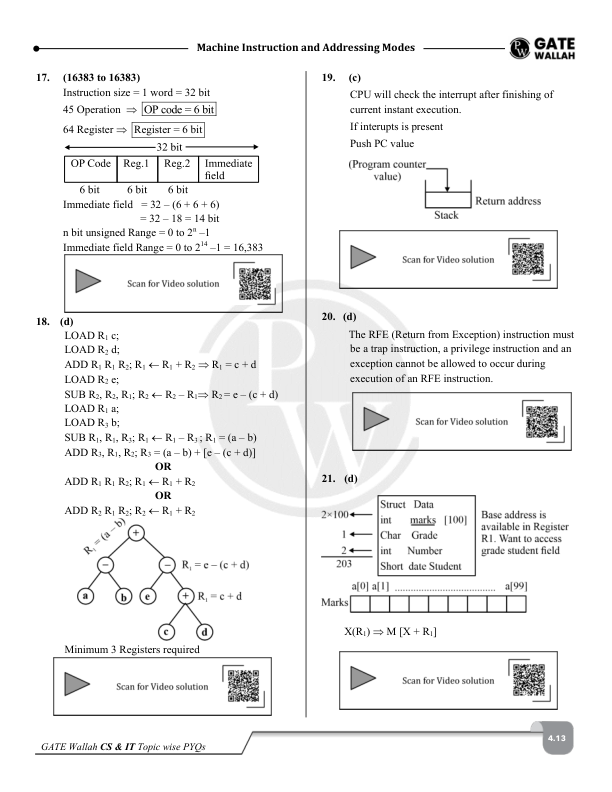 Machine Instruction and Addressing Modes
GATE
WALLAH
17. (16383 to 16383)
Instruction size = 1 word = 32 bit
45 Operation ⇒ OP code = 6 bit
64 Register ⇒ Register = 6 bit
32 bit
OP Code Reg.1 Reg.2 Immediate
field
6 bit 6 bit 6 bit
Immediate field = 32 – (6 + 6 + 6)
= 32 – 18 = 14 bit
n bit unsigned Range = 0 to 2ⁿ –1
Immediate field Range = 0 to 2¹⁴ –1 = 16,383
Scan for Video solution
18. (d)
LOAD R₁ c;
LOAD R₂ d;
ADD R₁ R₁ R₂; R₁ ← R₁ + R₂ ⇒ R₁ = c + d
LOAD R₂ e;
SUB R₂, R₂, R₁; R₂ ← R₂ – R₁⇒ R₂ = e – (c + d)
LOAD R₁ a;
LOAD R₃ b;
SUB R₁, R₁, R₃; R₁ ← R₁ – R₃ ; R₁ = (a – b)
ADD R₃, R₁, R₂; R₃ = (a – b) + [e – (c + d)]
OR
ADD R₁ R₁ R₂; R₁ ← R₁ + R₂
OR
ADD R₂ R₁ R₂; R₂ ← R₁ + R₂
R₁ = (a – b)
+
– – R₁ = e – (c + d)
a b e + R₁ = c + d
c d
Minimum 3 Registers required
Scan for Video solution
19. (c)
CPU will check the interrupt after finishing of
current instant execution.
If interupts is present
Push PC value
(Program counter
value)
Return address
Stack
Scan for Video solution
20. (d)
The RFE (Return from Exception) instruction must
be a trap instruction, a privilege instruction and an
exception cannot be allowed to occur during
execution of an RFE instruction.
Scan for Video solution
21. (d)
Struct Data
2×100 int marks [100]
1 Char Grade
2 int Number
203 Short date Student
Base address is
available in Register
R1. Want to access
grade student field
a[0] a[1] ................................... a[99]
Marks
X(R₁) ⇒ M [X + R₁]
Scan for Video solution
GATE Wallah CS & IT Topic wise PYQs
4.13